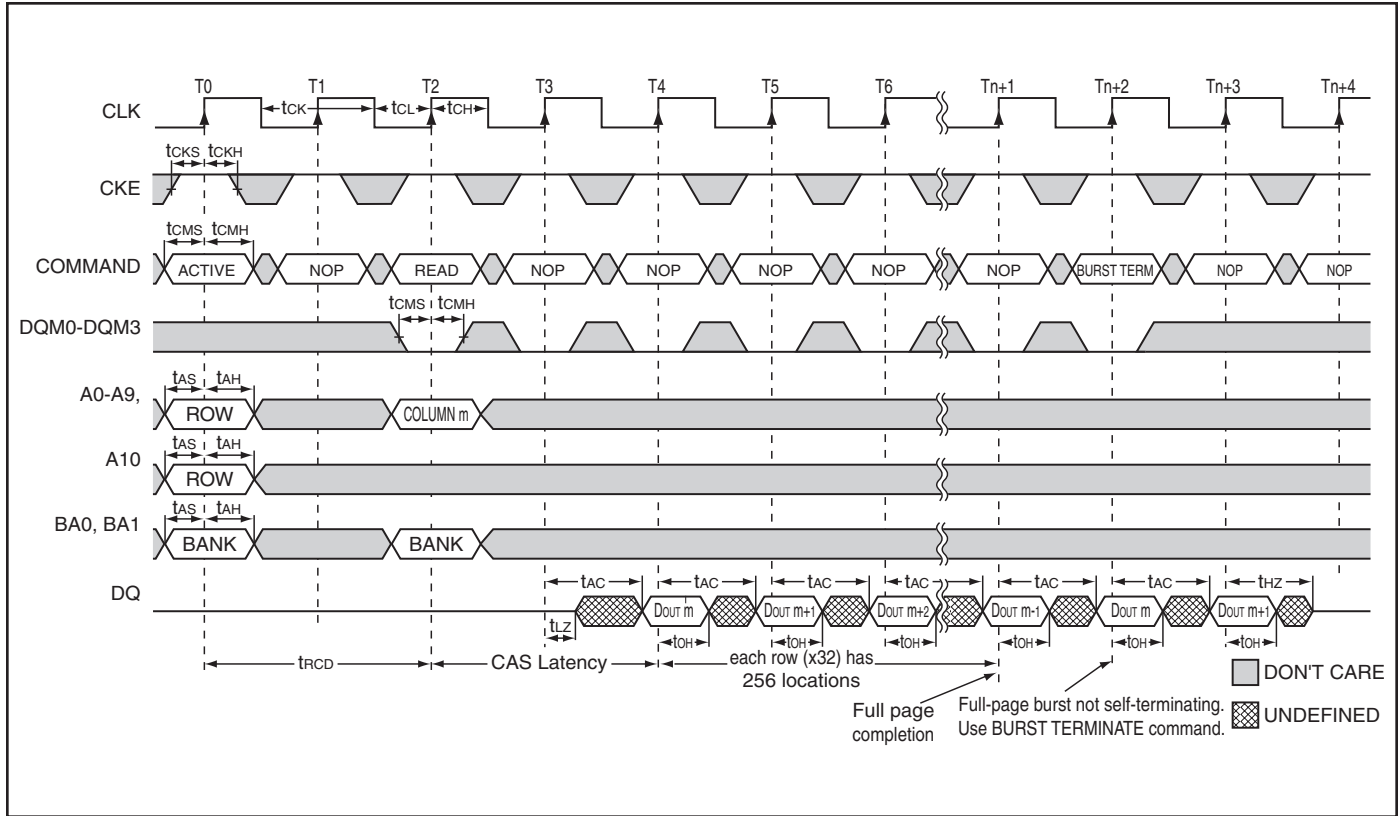 T0 T1 T2 T3 T4 T5 T6 Tn+1 Tn+2 Tn+3 Tn+4
CLK tCK tCL tCH
tCKS tCKH
CKE
tCMS tCMH
COMMAND ACTIVE NOP READ NOP NOP NOP NOP NOP BURST TERM NOP NOP
tCMS tCMH
DQM0-DQM3
A0-A9, tAS tAH
ROW COLUMN m
A10 tAS tAH
ROW
BA0, BA1 tAS tAH
BANK BANK
DQ tAC tAC tAC tAC tAC tAC tHZ
DOUT m DOUT m+1 DOUT m+2 DOUT m-1 DOUT m DOUT m+1
tLZ tOH tOH tOH tOH tOH tOH
tRCD CAS Latency each row (x32) has
256 locations
DON'T CARE
Full page
completion
Full-page burst not self-terminating.
Use BURST TERMINATE command.
UNDEFINED